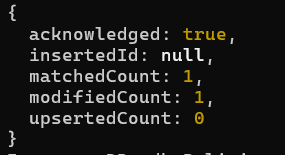 {
  acknowledged: true,
  insertedId: null,
  matchedCount: 1,
  modifiedCount: 1,
  upsertedCount: 0
}